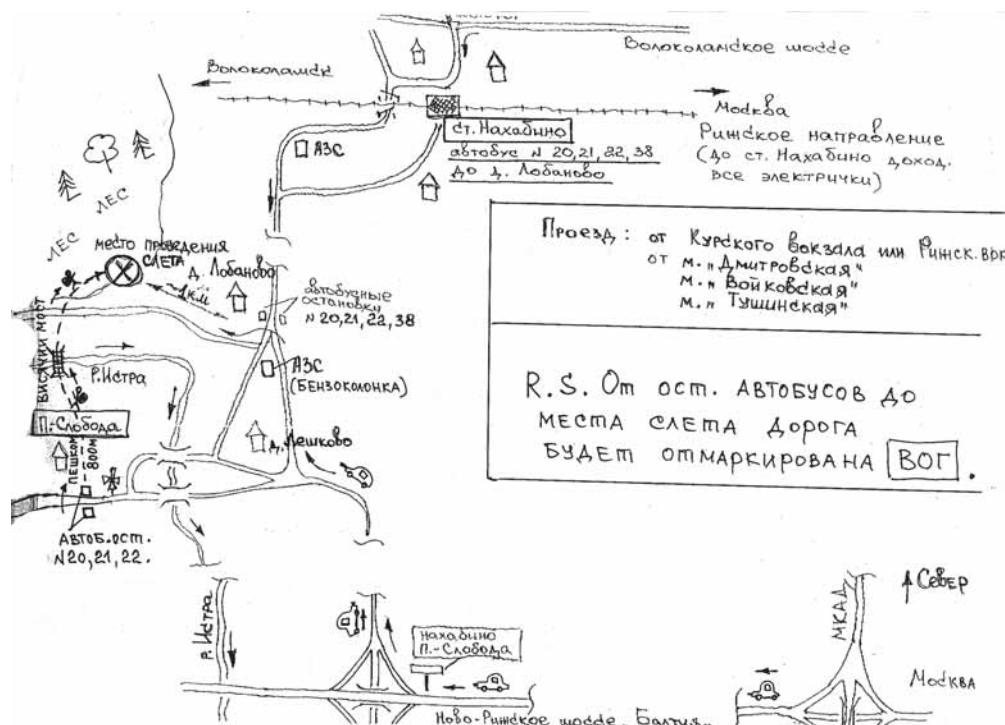 Волоколамское шоссе
Волоколамск
Москва
Рижское направление
(до ст. Нахабино доход.
все электрички)
ст. Нахабино
автобус N 20,21,22,38
до д. Лобаново
АЗС
ЛЕС
ЛЕС
МЕСТО ПРОВЕДЕНИЯ
СЛЕТА
д. Лобаново
~1км
автобусные
остановки
N 20,21,22,38
Проезд: от Курского вокзала или Рижск. вок
от м. „Дмитровская"
м. „Войковская"
м. „Тушинская"
АЗС
(БЕНЗОКОЛОНКА)
ВИСЯЧИЙ МОСТ
Р. Истра
П.-Слобода
ПЕШКОМ
800м
д. Лешково
R.S. От ост. АВТОБУСОВ ДО
МЕСТА СЛЕТА ДОРОГА
БУДЕТ ОТМАРКИРОВАНА ВОГ.
АВТОБ.ОСТ.
N20,21,22.
р. Истра
Нахабино
П.-Слобода
Ново-Рижское шоссе „Балтия"
МКАД
Север
Москва